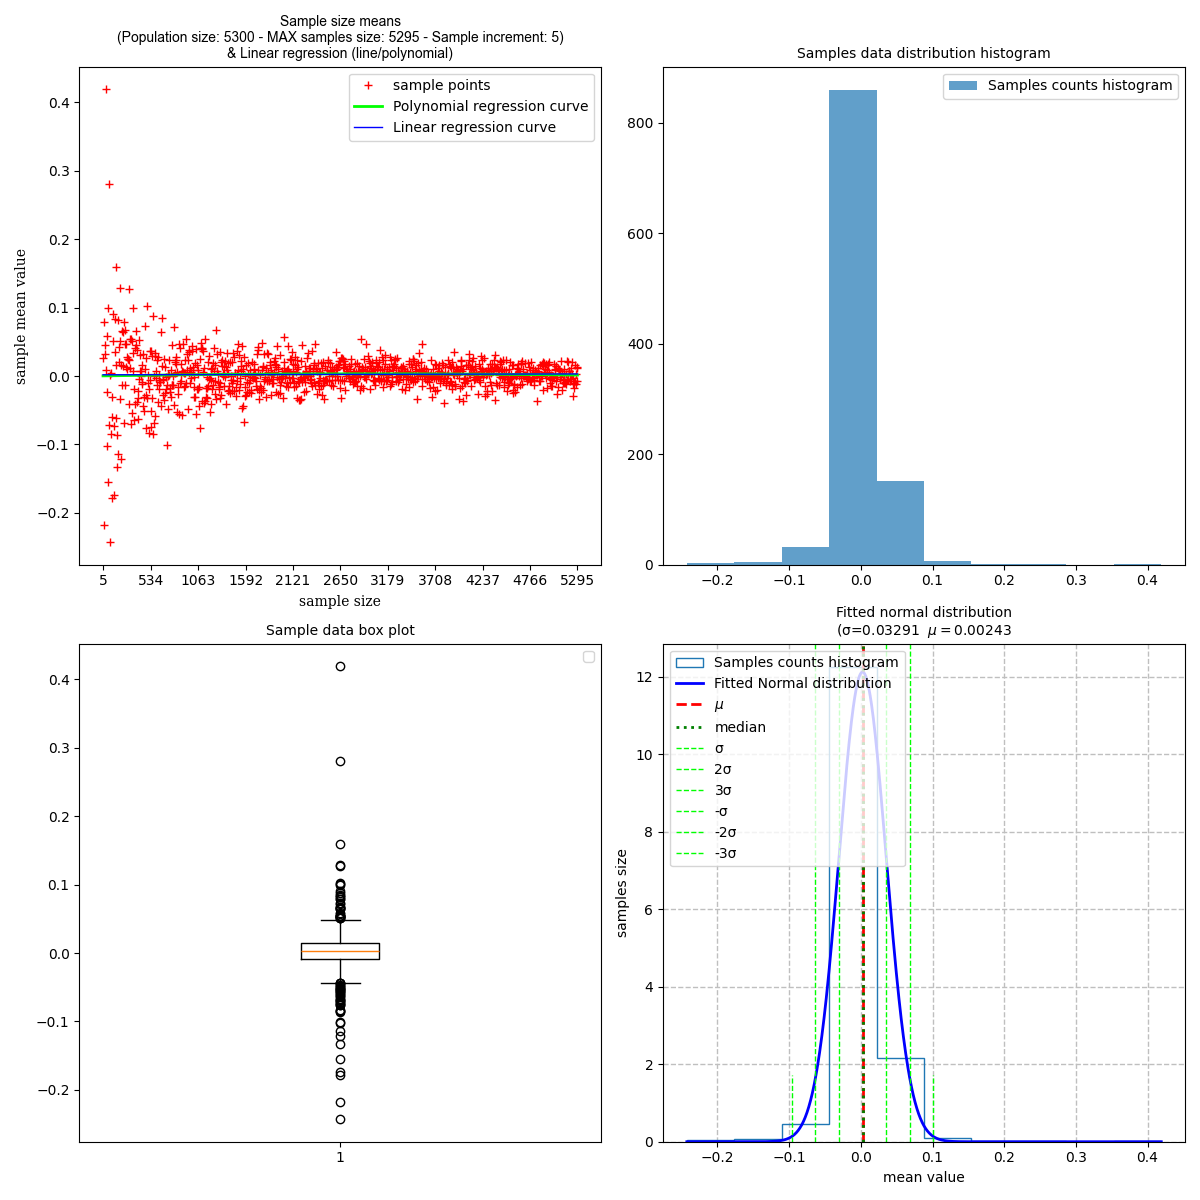 Sample size means
(Population size: 5300 - MAX samples size: 5295 - Sample increment: 5)
& Linear regression (line/polynomial)
sample points
Polynomial regression curve
Linear regression curve
0.4
0.3
0.2
0.1
0.0
−0.1
−0.2
sample mean value
5 534 1063 1592 2121 2650 3179 3708 4237 4766 5295
sample size
Samples data distribution histogram
Samples counts histogram
800
600
400
200
0
−0.2 −0.1 0.0 0.1 0.2 0.3 0.4
Sample data box plot
0.4
0.3
0.2
0.1
0.0
−0.1
−0.2
1
Fitted normal distribution
(σ=0.03291 μ = 0.00243
Samples counts histogram
Fitted Normal distribution
μ
median
σ
2σ
3σ
-σ
-2σ
-3σ
12
10
8
6
4
2
0
samples size
−0.2 −0.1 0.0 0.1 0.2 0.3 0.4
mean value